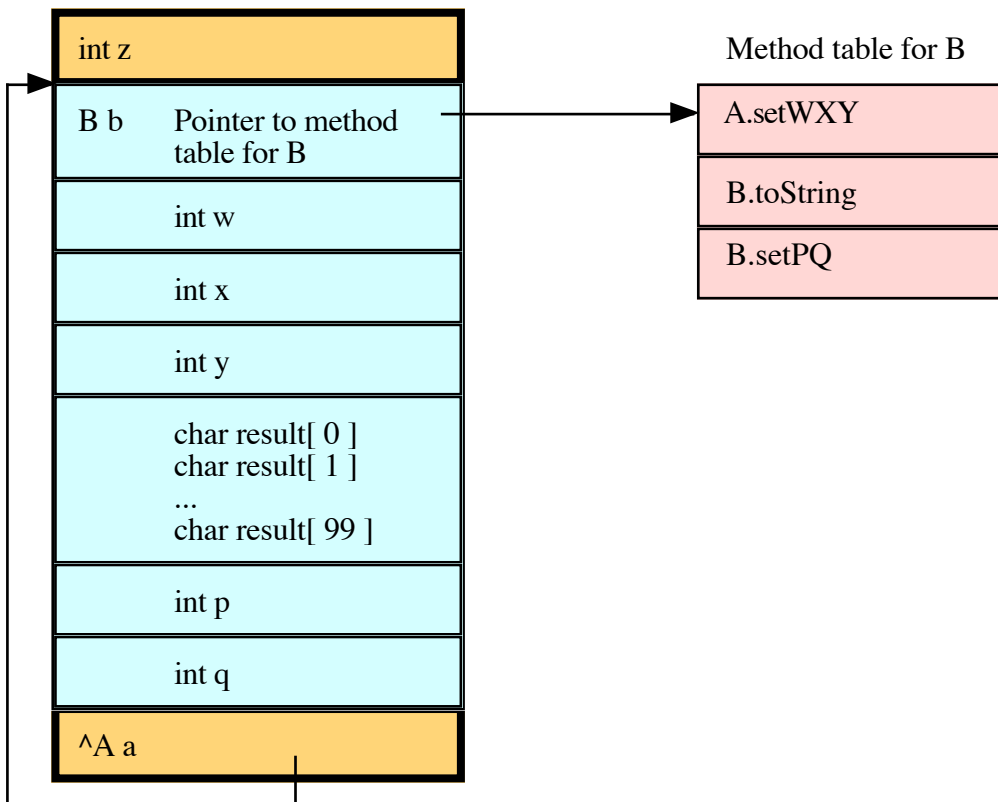 int z
B b Pointer to method
table for B
int w
int x
int y
char result[ 0 ]
char result[ 1 ]
...
char result[ 99 ]
int p
int q
^A a
Method table for B
A.setWXY
B.toString
B.setPQ